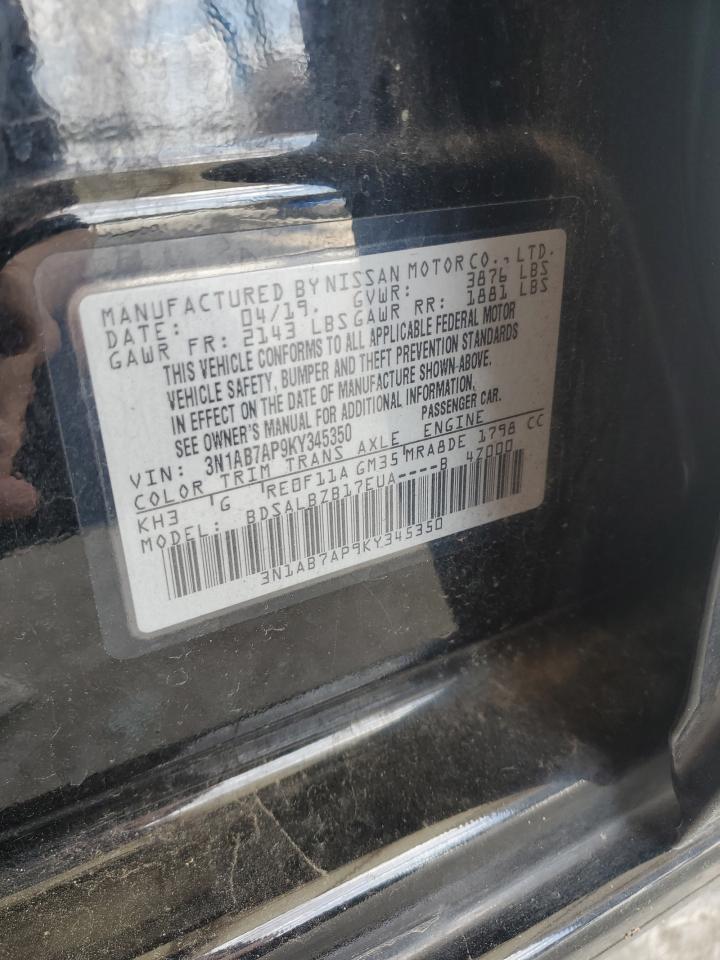 MANUFACTURED BY NISSAN MOTOR CO., LTD.
DATE: 04/19. GVWR: 3876 LBS
GAWR FR: 2143 LBS GAWR RR: 1881 LBS
THIS VEHICLE CONFORMS TO ALL APPLICABLE FEDERAL MOTOR
VEHICLE SAFETY, BUMPER AND THEFT PREVENTION STANDARDS
IN EFFECT ON THE DATE OF MANUFACTURE SHOWN ABOVE.
SEE OWNER'S MANUAL FOR ADDITIONAL INFORMATION.
VIN: 3N1AB7AP9KY345350 PASSENGER CAR.
COLOR TRIM TRANS AXLE ENGINE
KH3 G RE0F11A GM35 MRA8DE 1798 CC
MODEL: BDSALBZB17EUA----B 4Z000
3N1AB7AP9KY345350